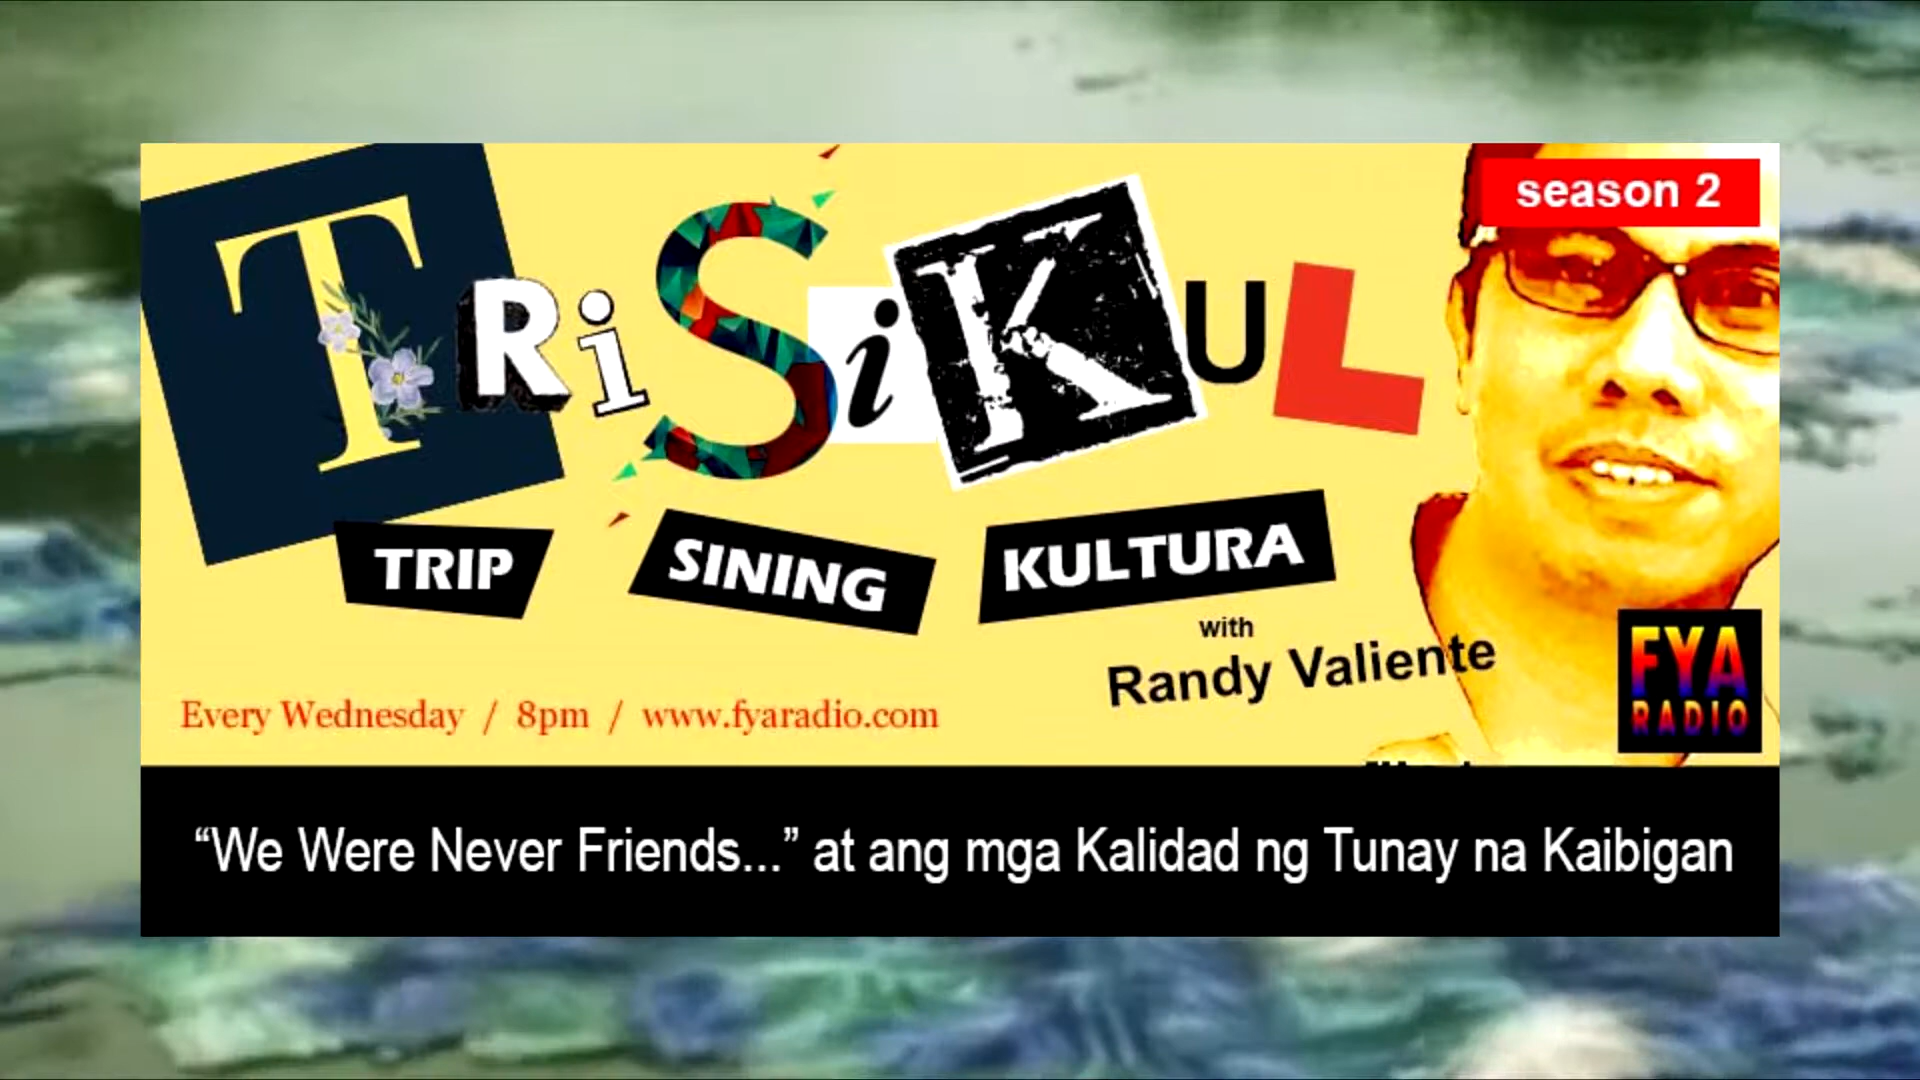 season 2
TRiSiKUL
TRIP SINING KULTURA
with
Randy Valiente
FYA
RADIO
Every Wednesday / 8pm / www.fyaradio.com
“We Were Never Friends...” at ang mga Kalidad ng Tunay na Kaibigan